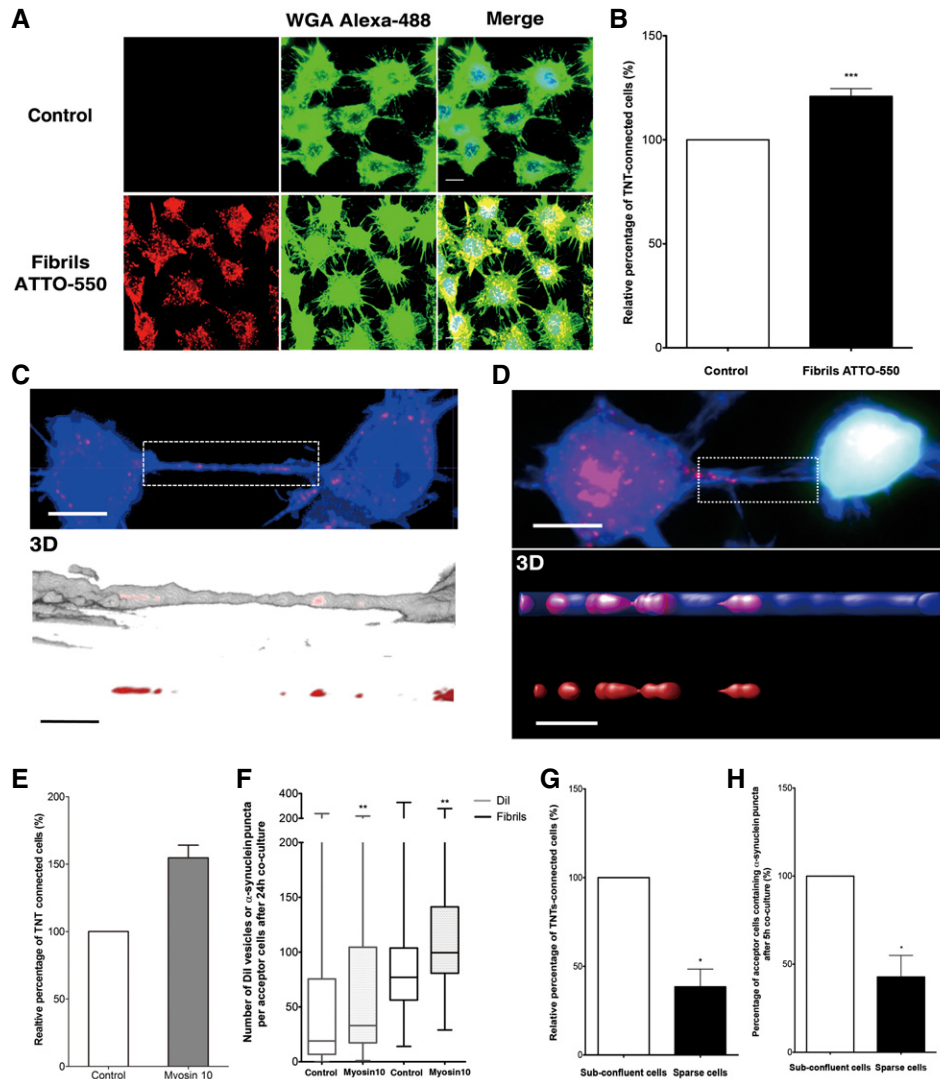 A
WGA Alexa-488
Merge
Control
Fibrils
ATTO-550
B
Relative percentage of TNT-connected cells (%)
150
100
50
0
***
Control
Fibrils ATTO-550
C
3D
D
3D
E
Realtive percentage of TNT connected cells (%)
200
150
100
50
0
Control
Myosin 10
F
Number of DiI vesicles or α-synuclein puncta
per acceptor cells after 24h co-culture
400
200
200
150
100
50
0
**
**
DiI
Fibrils
Control
Myosin10
Control
Myosin10
G
Relative percentage of TNTs-connected cells (%)
150
100
50
0
*
Sub-confluent cells
Sparse cells
H
Percentage of acceptor cells containing α-synuclein puncta
after 5h co-culture (%)
150
100
50
0
*
Sub-confluent cells
Sparse cells